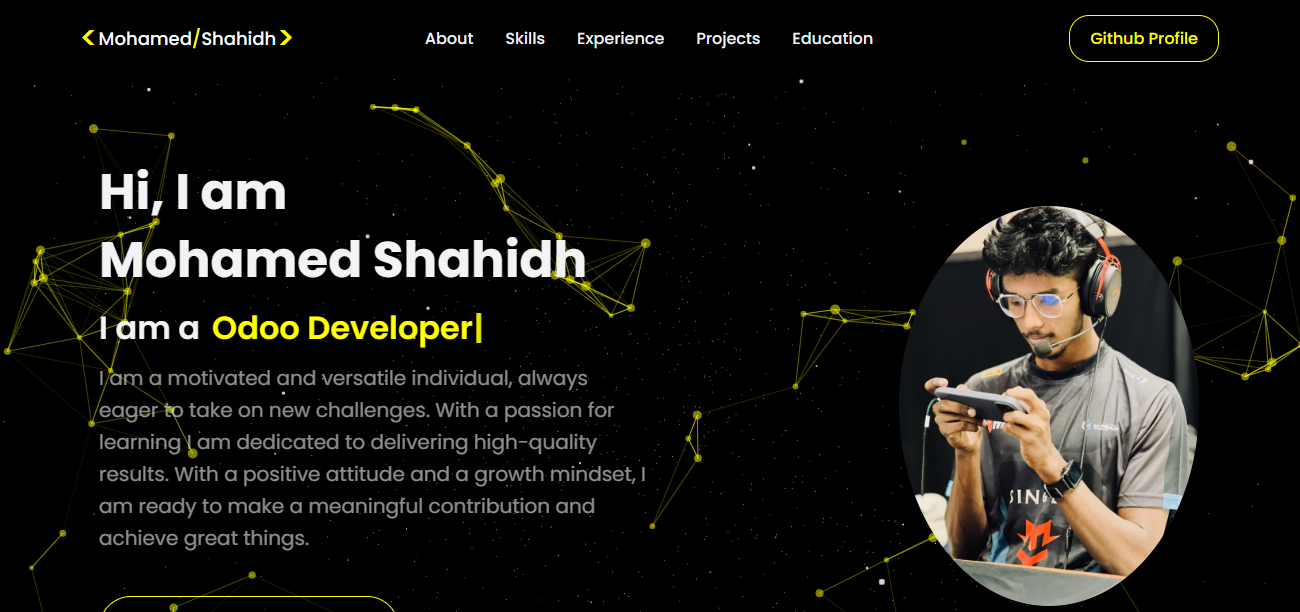 <Mohamed/Shahidh>
About Skills Experience Projects Education
Github Profile
Hi, I am
Mohamed Shahidh
I am a Odoo Developer|
I am a motivated and versatile individual, always
eager to take on new challenges. With a passion for
learning I am dedicated to delivering high-quality
results. With a positive attitude and a growth mindset, I
am ready to make a meaningful contribution and
achieve great things.